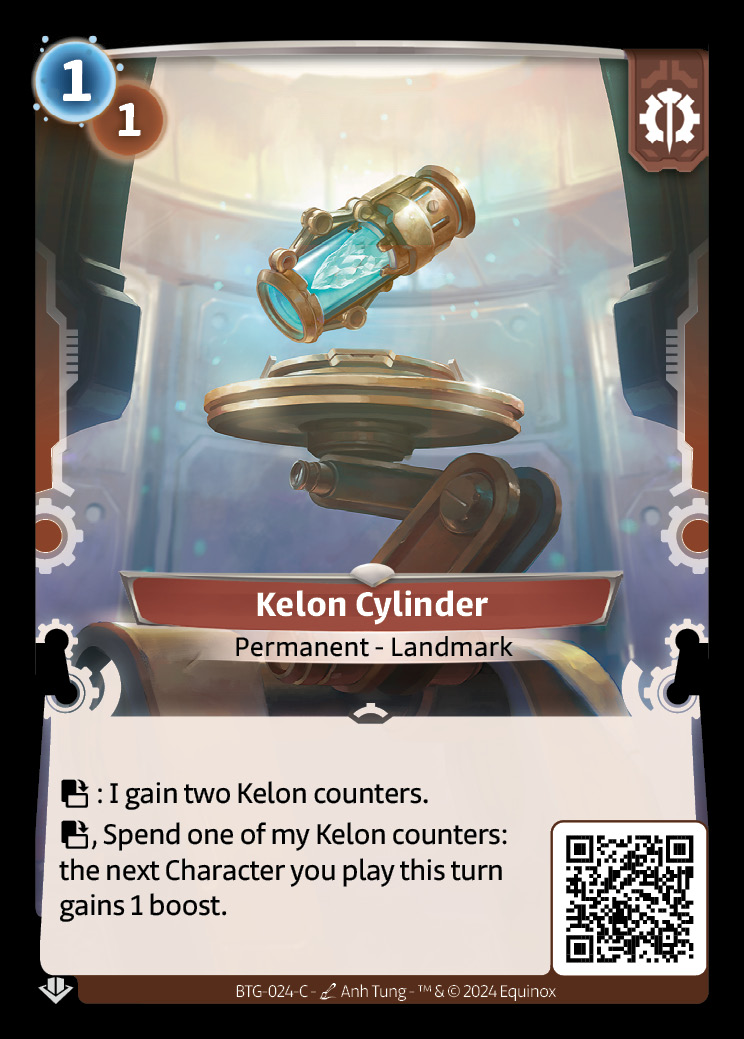 1
1
Kelon Cylinder
Permanent - Landmark
: I gain two Kelon counters.
, Spend one of my Kelon counters:
the next Character you play this turn
gains 1 boost.
BTG-024-C - Anh Tung - ™ & © 2024 Equinox